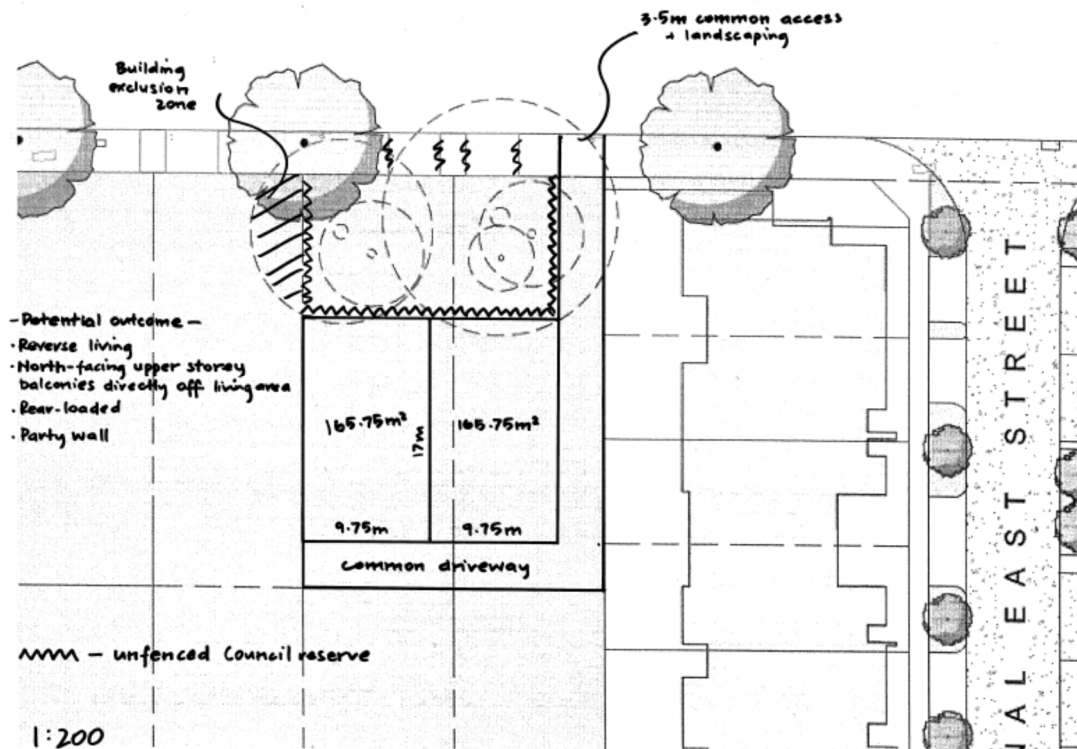 3.5m common access
+ landscaping
Building
exclusion
zone
-Potential outcome-
·Reverse living
·North-facing upper storey
balconies directly off living area
·Rear-loaded
·Party wall
165.75m²
17m
165.75m²
9.75m
9.75m
common driveway
- unfenced Council reserve
1:200
IAL EAST STREET